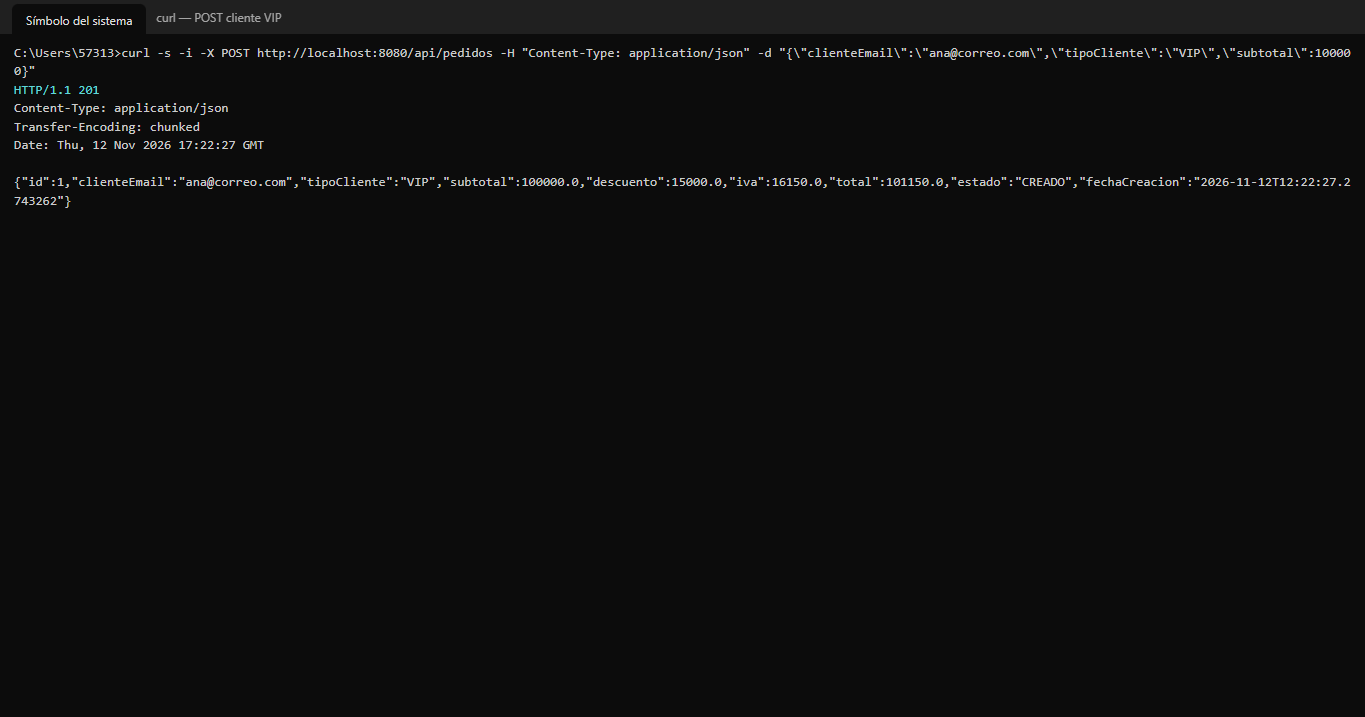 Símbolo del sistema
curl — POST cliente VIP
C:\Users\57313>curl -s -i -X POST http://localhost:8080/api/pedidos -H "Content-Type: application/json" -d "{\"clienteEmail\":\"ana@correo.com\",\"tipoCliente\":\"VIP\",\"subtotal\":10000
0}"
HTTP/1.1 201
Content-Type: application/json
Transfer-Encoding: chunked
Date: Thu, 12 Nov 2026 17:22:27 GMT
{"id":1,"clienteEmail":"ana@correo.com","tipoCliente":"VIP","subtotal":100000.0,"descuento":15000.0,"iva":16150.0,"total":101150.0,"estado":"CREADO","fechaCreacion":"2026-11-12T12:22:27.2
743262"}